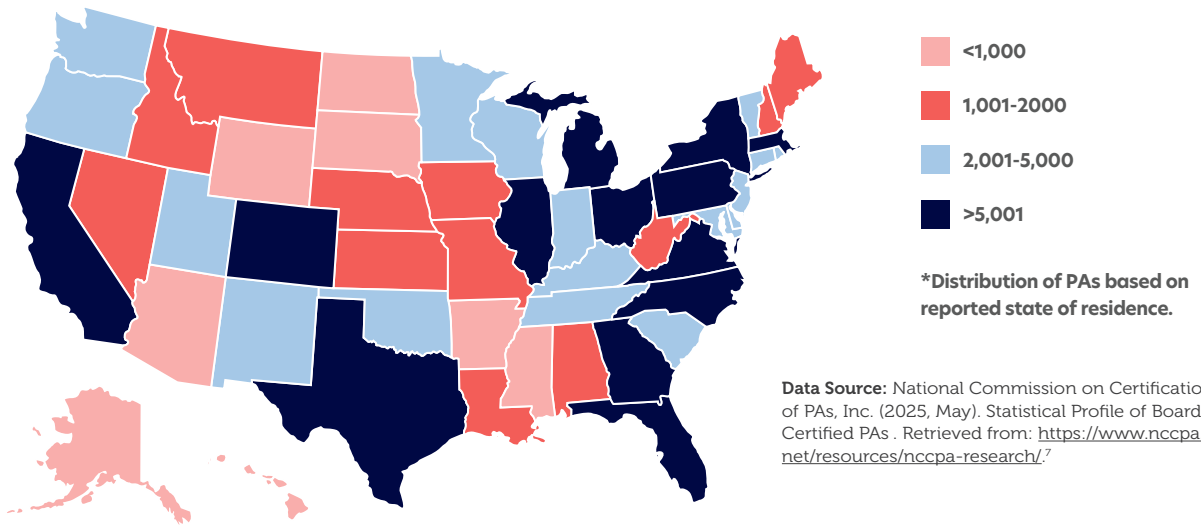 <1,000
1,001-2000
2,001-5,000
>5,001
*Distribution of PAs based on
reported state of residence.
Data Source: National Commission on Certificatio
of PAs, Inc. (2025, May). Statistical Profile of Board
Certified PAs . Retrieved from: https://www.nccpa
net/resources/nccpa-research/.⁷